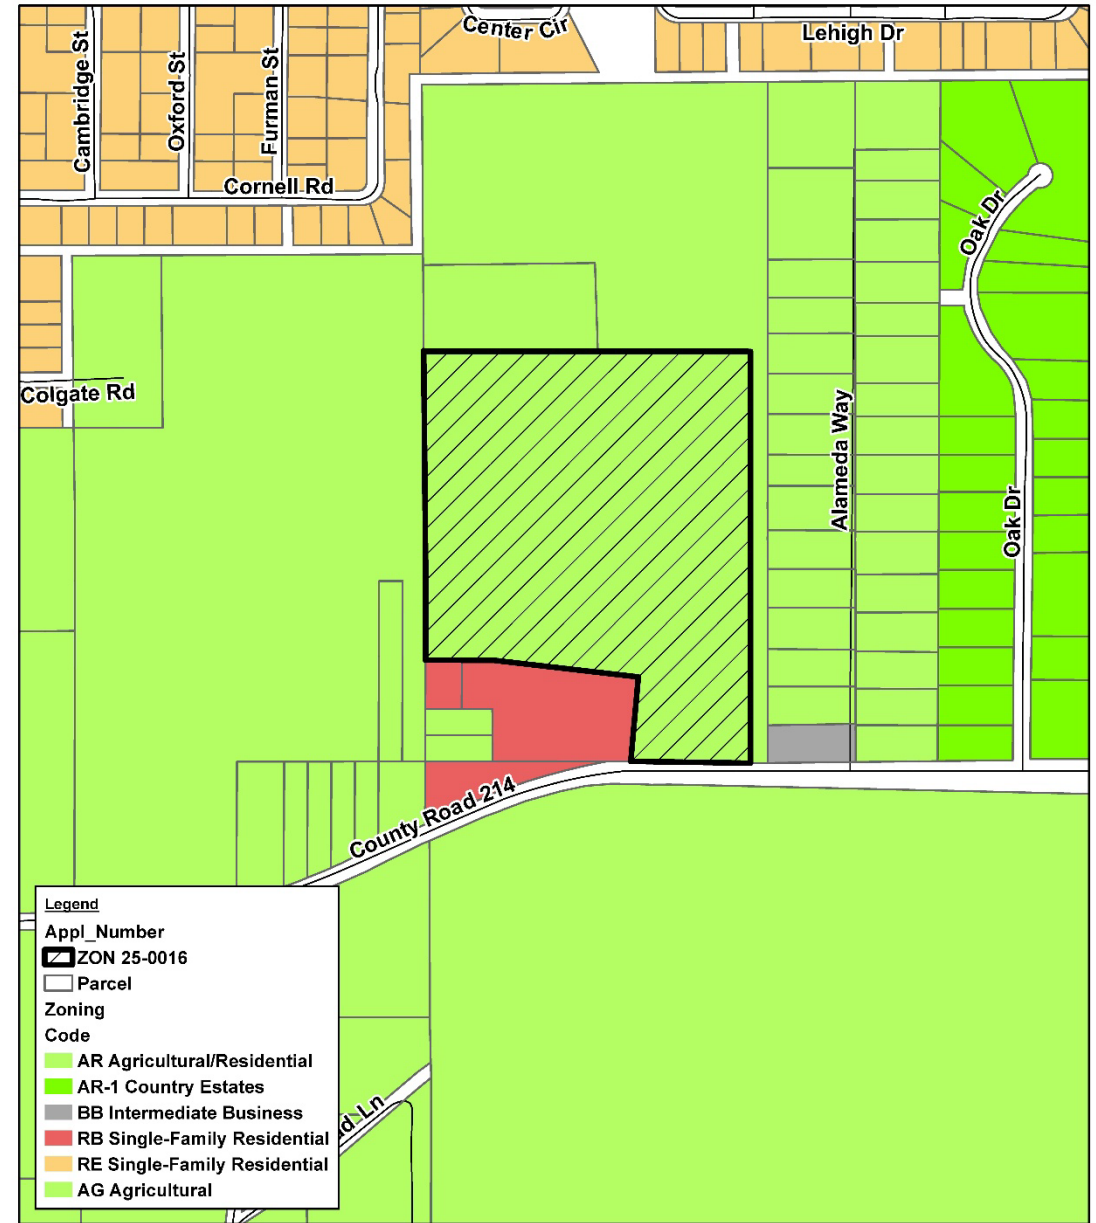 Center Cir
Lehigh Dr
Cambridge St
Oxford St
Furman St
Cornell Rd
Oak Dr
Colgate Rd
Alameda Way
Oak Dr
County Road 214
Legend
Appl_Number
ZON 25-0016
Parcel
Zoning
Code
AR Agricultural/Residential
AR-1 Country Estates
BB Intermediate Business
RB Single-Family Residential
RE Single-Family Residential
AG Agricultural
Ln